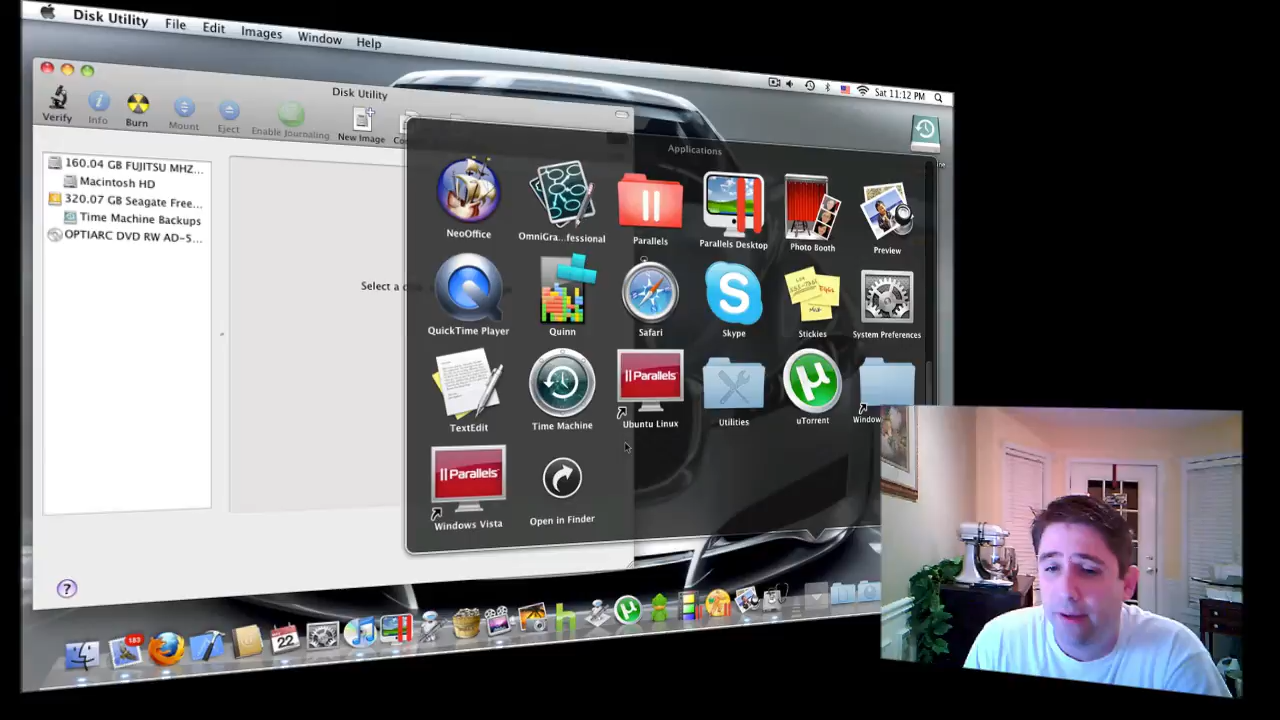 Disk Utility File Edit Images Window Help
Sat 11:12 PM
Disk Utility
Verify Info Burn Mount Eject Enable Journaling New Image
160.04 GB FUJITSU MHZ...
Macintosh HD
320.07 GB Seagate Free...
Time Machine Backups
OPTIARC DVD RW AD-5...
Select a
Applications
NeoOffice OmniGra...fessional Parallels Parallels Desktop Photo Booth Preview
QuickTime Player Quinn Safari Skype Stickies System Preferences
Parallels
TextEdit Time Machine Ubuntu Linux Utilities uTorrent Window
Parallels
Windows Vista Open in Finder
183
22
?